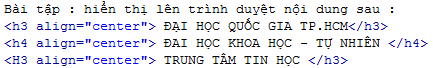 Bài tập : hiển thị lên trình duyệt nội dung sau :
<h3 align="center"> ĐẠI HỌC QUỐC GIA TP.HCM</h3>
<h4 align="center"> ĐAI HỌC KHOA HỌC - TỰ NHIÊN </h4>
<H3 align="center"> TRUNG TÂM TIN HỌC </h3>